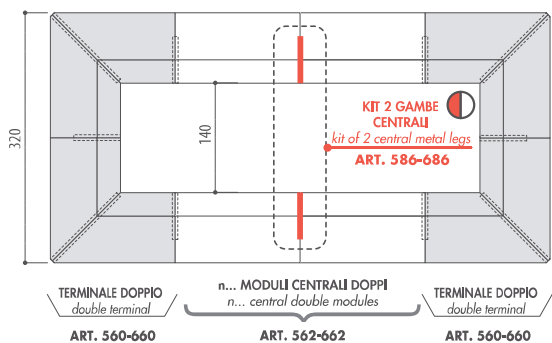 320
140
KIT 2 GAMBE
CENTRALI
kit of 2 central metal legs
ART. 586-686
TERMINALE DOPPIO
double terminal
ART. 560-660
n... MODULI CENTRALI DOPPI
n... central double modules
ART. 562-662
TERMINALE DOPPIO
double terminal
ART. 560-660